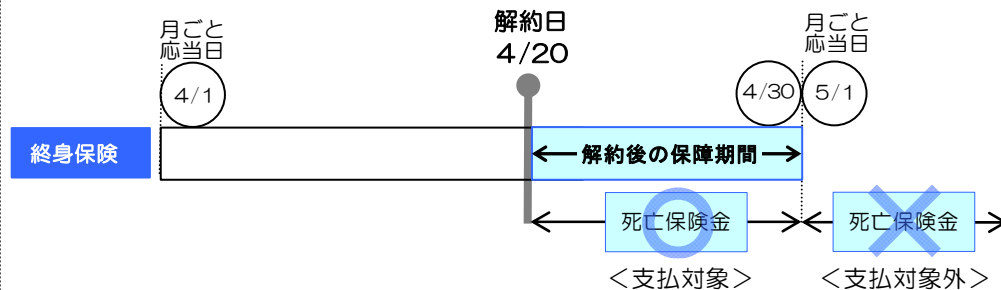 解約日
4/20
月ごと
応当日
月ごと
応当日
4/1
4/30
5/1
終身保険
解約後の保障期間
死亡保険金
死亡保険金
＜支払対象＞
＜支払対象外＞